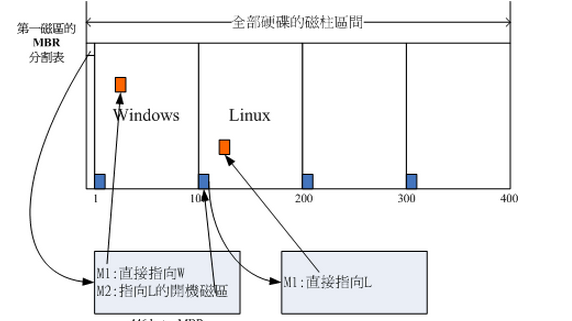 全部硬碟的磁柱區間
第一磁區的
MBR
分割表
Windows
Linux
1
200
300
400
M1:直接指向W
M2:指向L的開機磁區
M1:直接指向L